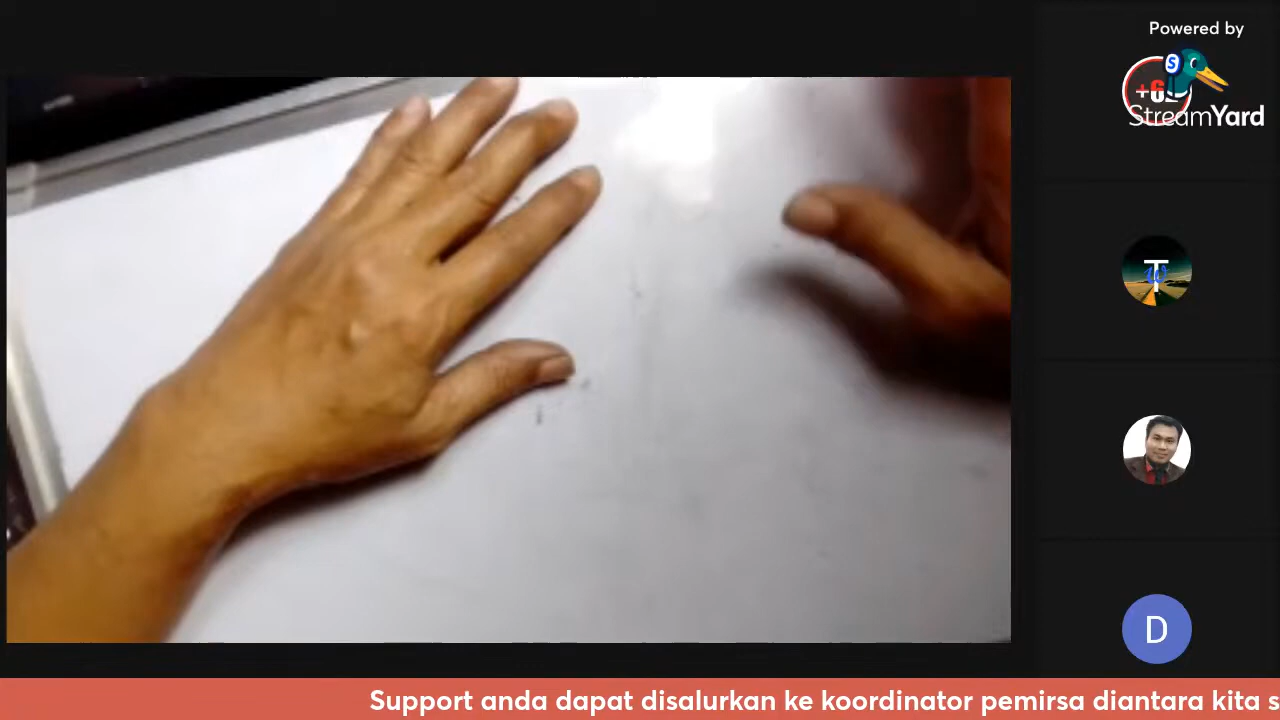 Powered by
StreamYard
S
T
D
Support anda dapat disalurkan ke koordinator pemirsa diantara kita s